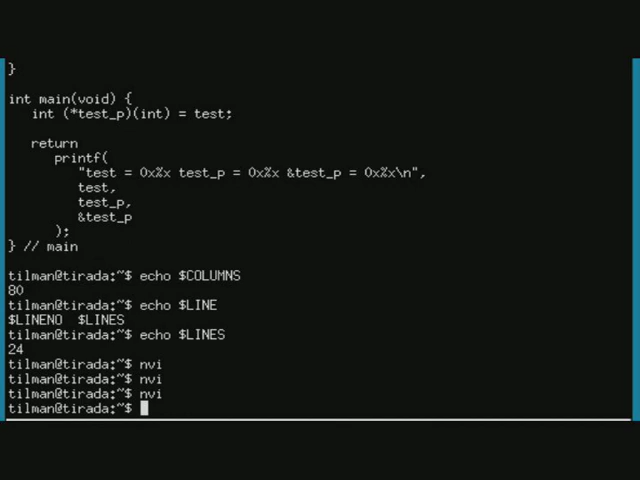 }
int main(void) {
int (*test_p)(int) = test;
return
printf(
"test = 0x%x test_p = 0x%x &test_p = 0x%x\n",
test,
test_p,
&test_p
);
} // main
tilman@tirada:~$ echo $COLUMNS
80
tilman@tirada:~$ echo $LINE
$LINENO $LINES
tilman@tirada:~$ echo $LINES
24
tilman@tirada:~$ nvi
tilman@tirada:~$ nvi
tilman@tirada:~$ nvi
tilman@tirada:~$